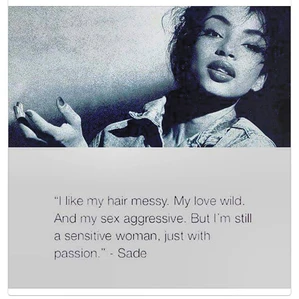 "I like my hair messy. My love wild.
And my sex aggressive. But I´m still
a sensitive woman, just with
passion." - Sade